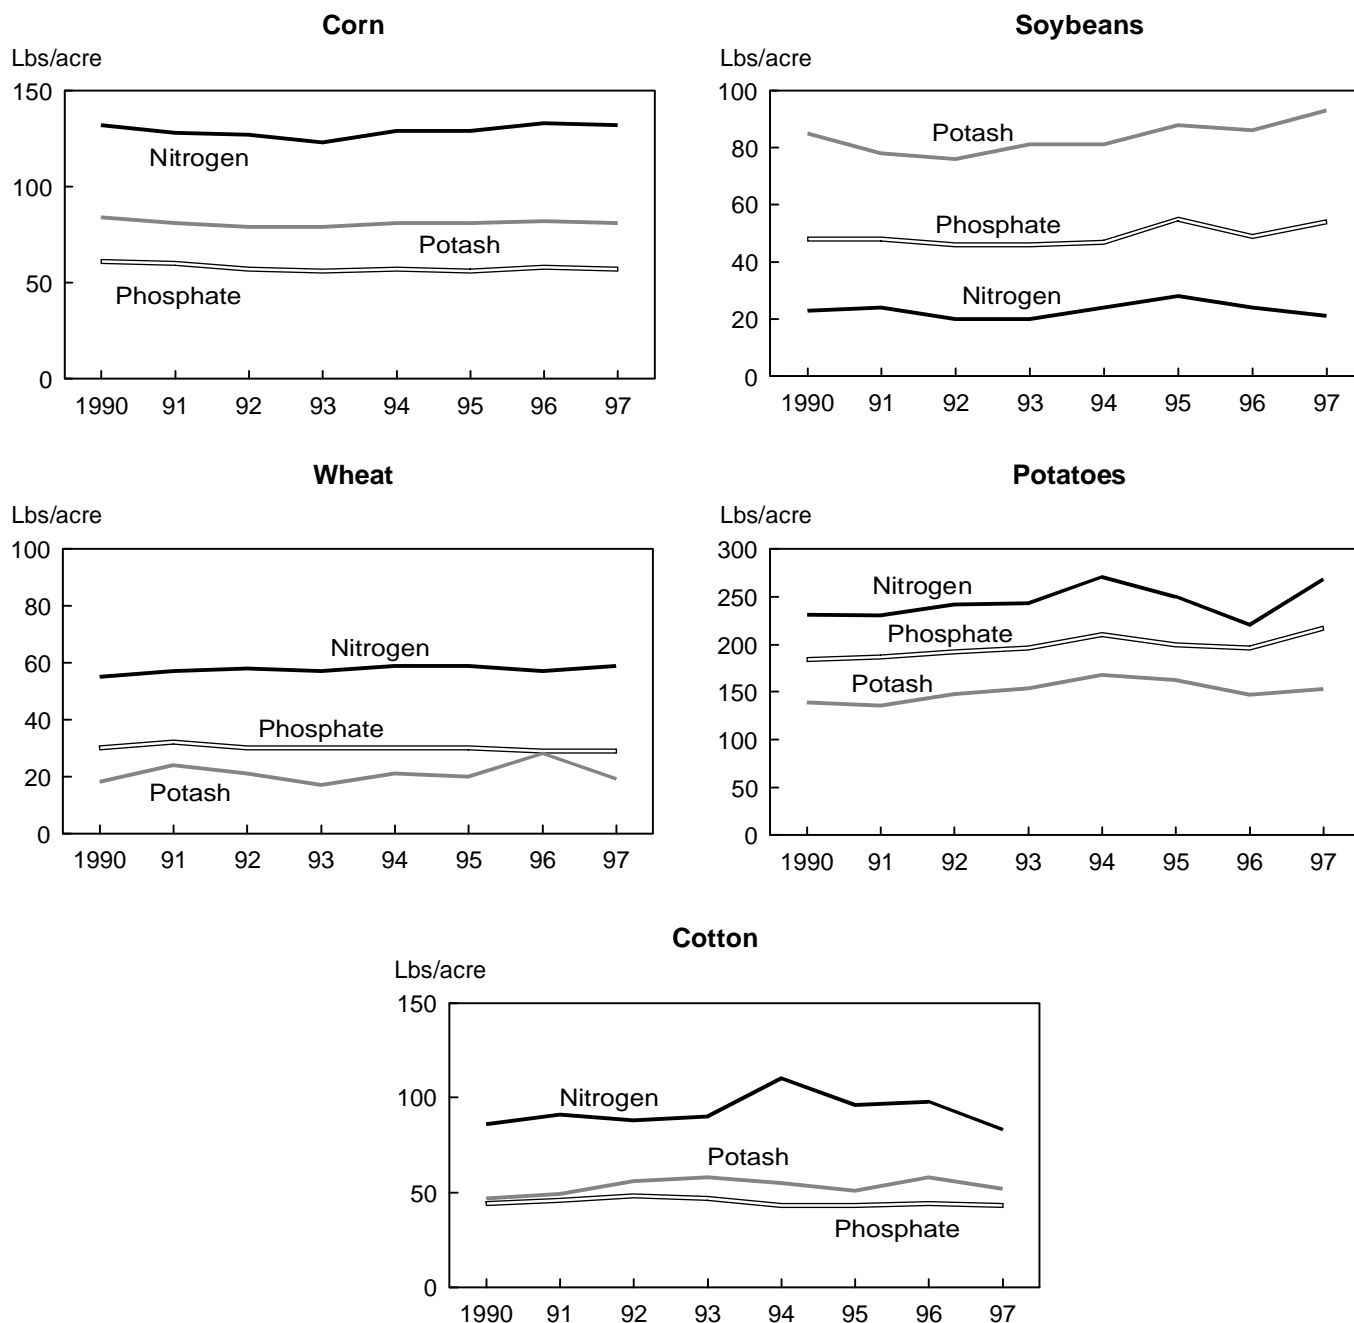 Corn
Lbs/acre
150
100
50
0
Nitrogen
Potash
Phosphate
1990 91 92 93 94 95 96 97
Soybeans
Lbs/acre
100
80
60
40
20
0
Potash
Phosphate
Nitrogen
1990 91 92 93 94 95 96 97
Wheat
Lbs/acre
100
80
60
40
20
0
Nitrogen
Phosphate
Potash
1990 91 92 93 94 95 96 97
Potatoes
Lbs/acre
300
250
200
150
100
50
0
Nitrogen
Phosphate
Potash
1990 91 92 93 94 95 96 97
Cotton
Lbs/acre
150
100
50
0
Nitrogen
Potash
Phosphate
1990 91 92 93 94 95 96 97